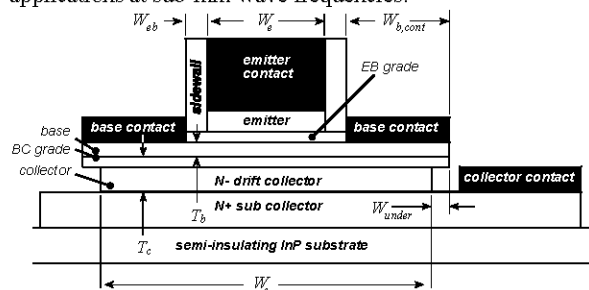 applications at sub-mm wave frequencies.
W_eb
W_e
W_b,cont
sidewall
emitter contact
EB grade
emitter
base contact
base contact
base
BC grade
collector
N- drift collector
collector contact
T_b
N+ sub collector
W_under
T_c
semi-insulating InP substrate